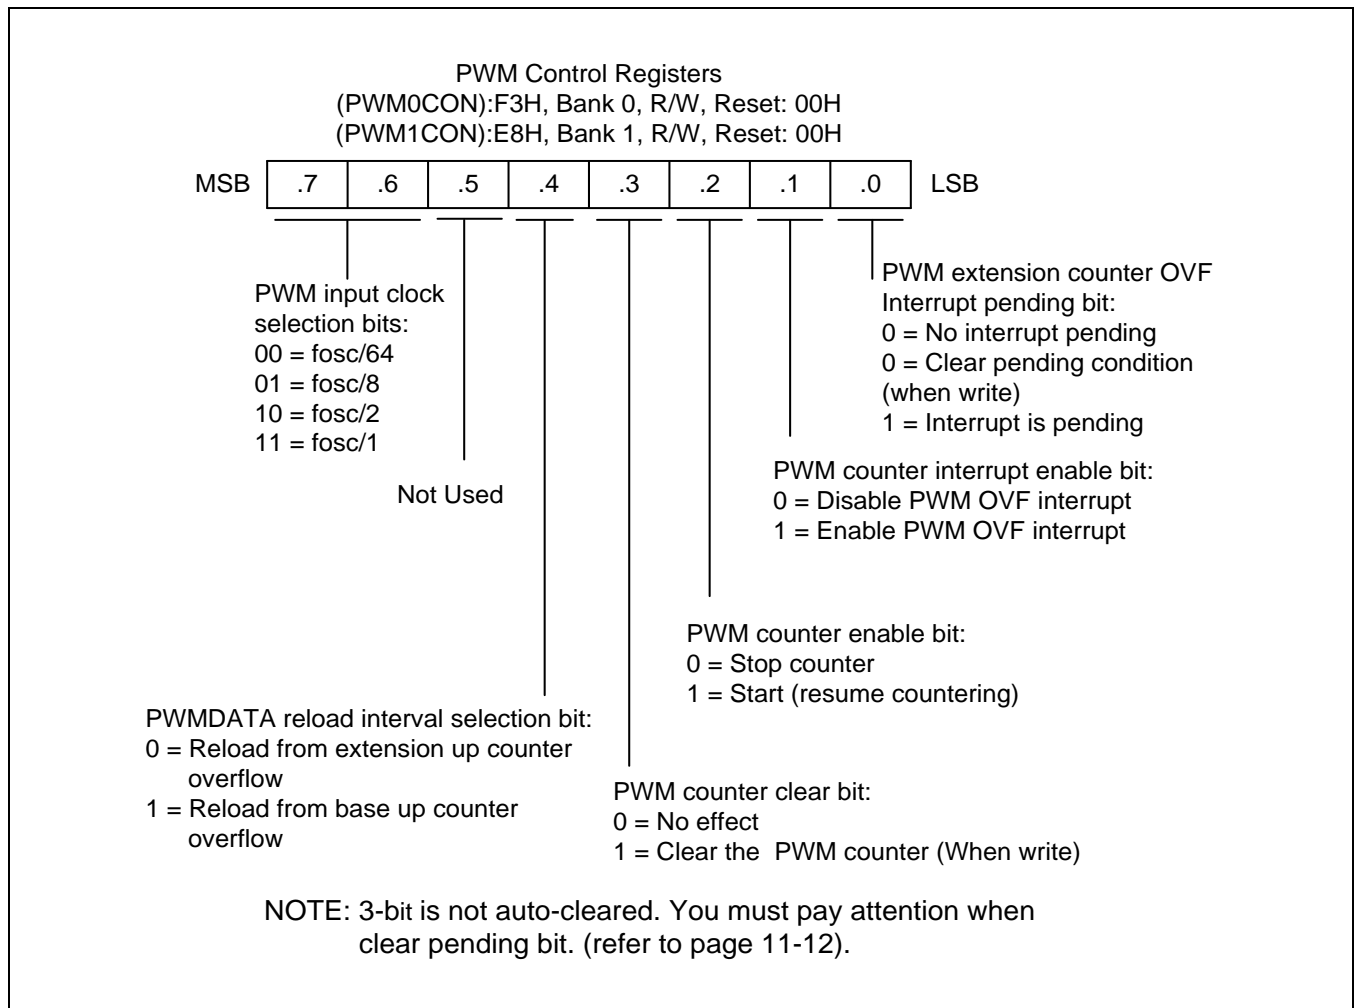 PWM Control Registers
(PWM0CON):F3H, Bank 0, R/W, Reset: 00H
(PWM1CON):E8H, Bank 1, R/W, Reset: 00H
MSB .7 .6 .5 .4 .3 .2 .1 .0 LSB
PWM input clock
selection bits:
00 = fosc/64
01 = fosc/8
10 = fosc/2
11 = fosc/1
Not Used
PWM extension counter OVF
Interrupt pending bit:
0 = No interrupt pending
0 = Clear pending condition
(when write)
1 = Interrupt is pending
PWM counter interrupt enable bit:
0 = Disable PWM OVF interrupt
1 = Enable PWM OVF interrupt
PWM counter enable bit:
0 = Stop counter
1 = Start (resume countering)
PWMDATA reload interval selection bit:
0 = Reload from extension up counter
overflow
1 = Reload from base up counter
overflow
PWM counter clear bit:
0 = No effect
1 = Clear the PWM counter (When write)
NOTE: 3-bit is not auto-cleared. You must pay attention when
clear pending bit. (refer to page 11-12).